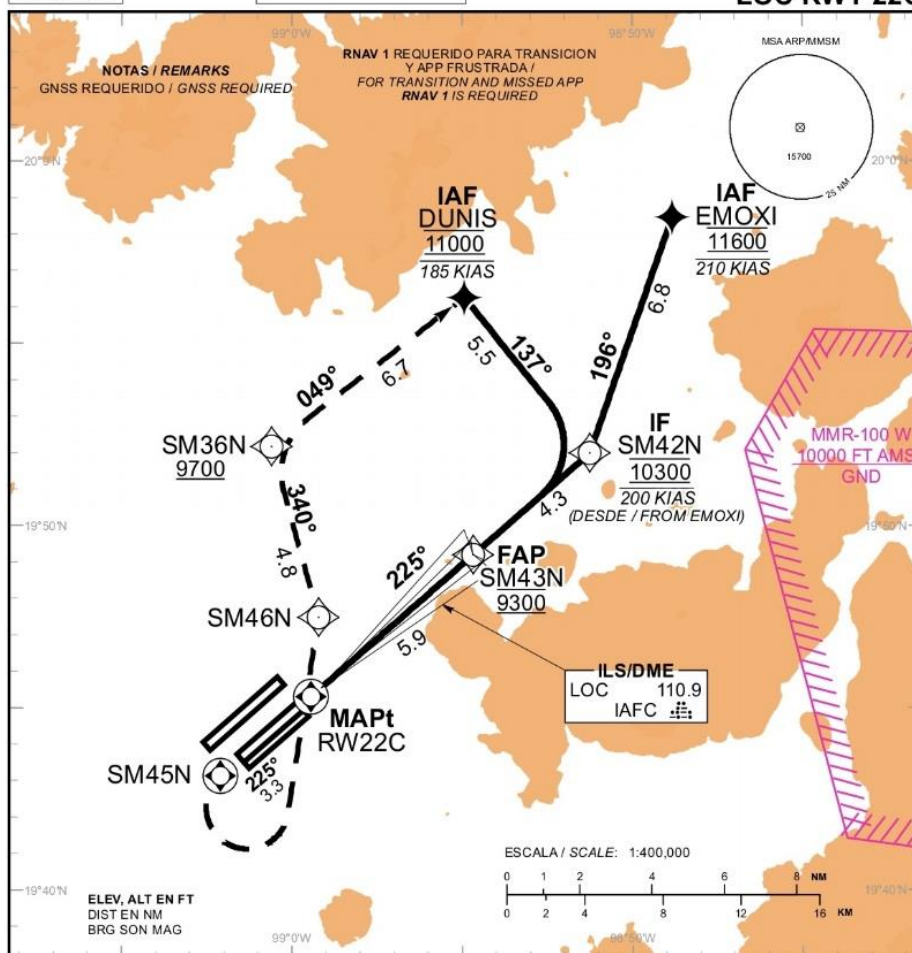 LOC RWY 22C
99°0'W
98°50'W
NOTAS / REMARKS
GNSS REQUERIDO / GNSS REQUIRED
RNAV 1 REQUERIDO PARA TRANSICION
Y APP FRUSTRADA /
FOR TRANSITION AND MISSED APP
RNAV 1 IS REQUIRED
MSA ARP/MMSM
15700
25 NM
20°0'N
20°0'N
IAF
DUNIS
11000
185 KIAS
IAF
EMOXI
11600
210 KIAS
6.8
196°
5.5
137°
049°
6.7
SM36N
9700
340°
4.8
IF
SM42N
10300
200 KIAS
(DESDE / FROM EMOXI)
MMR-100 W
10000 FT AMS
GND
4.3
19°50'N
19°50'N
225°
FAP
SM43N
9300
5.9
SM46N
ILS/DME
LOC 110.9
IAFC
MAPt
RW22C
SM45N
225°
3.3
ESCALA / SCALE: 1:400,000
0 1 2 4 6 8 NM
0 2 4 8 12 16 KM
19°40'N
19°40'N
ELEV, ALT EN FT
DIST EN NM
BRG SON MAG
99°0'W
98°50'W